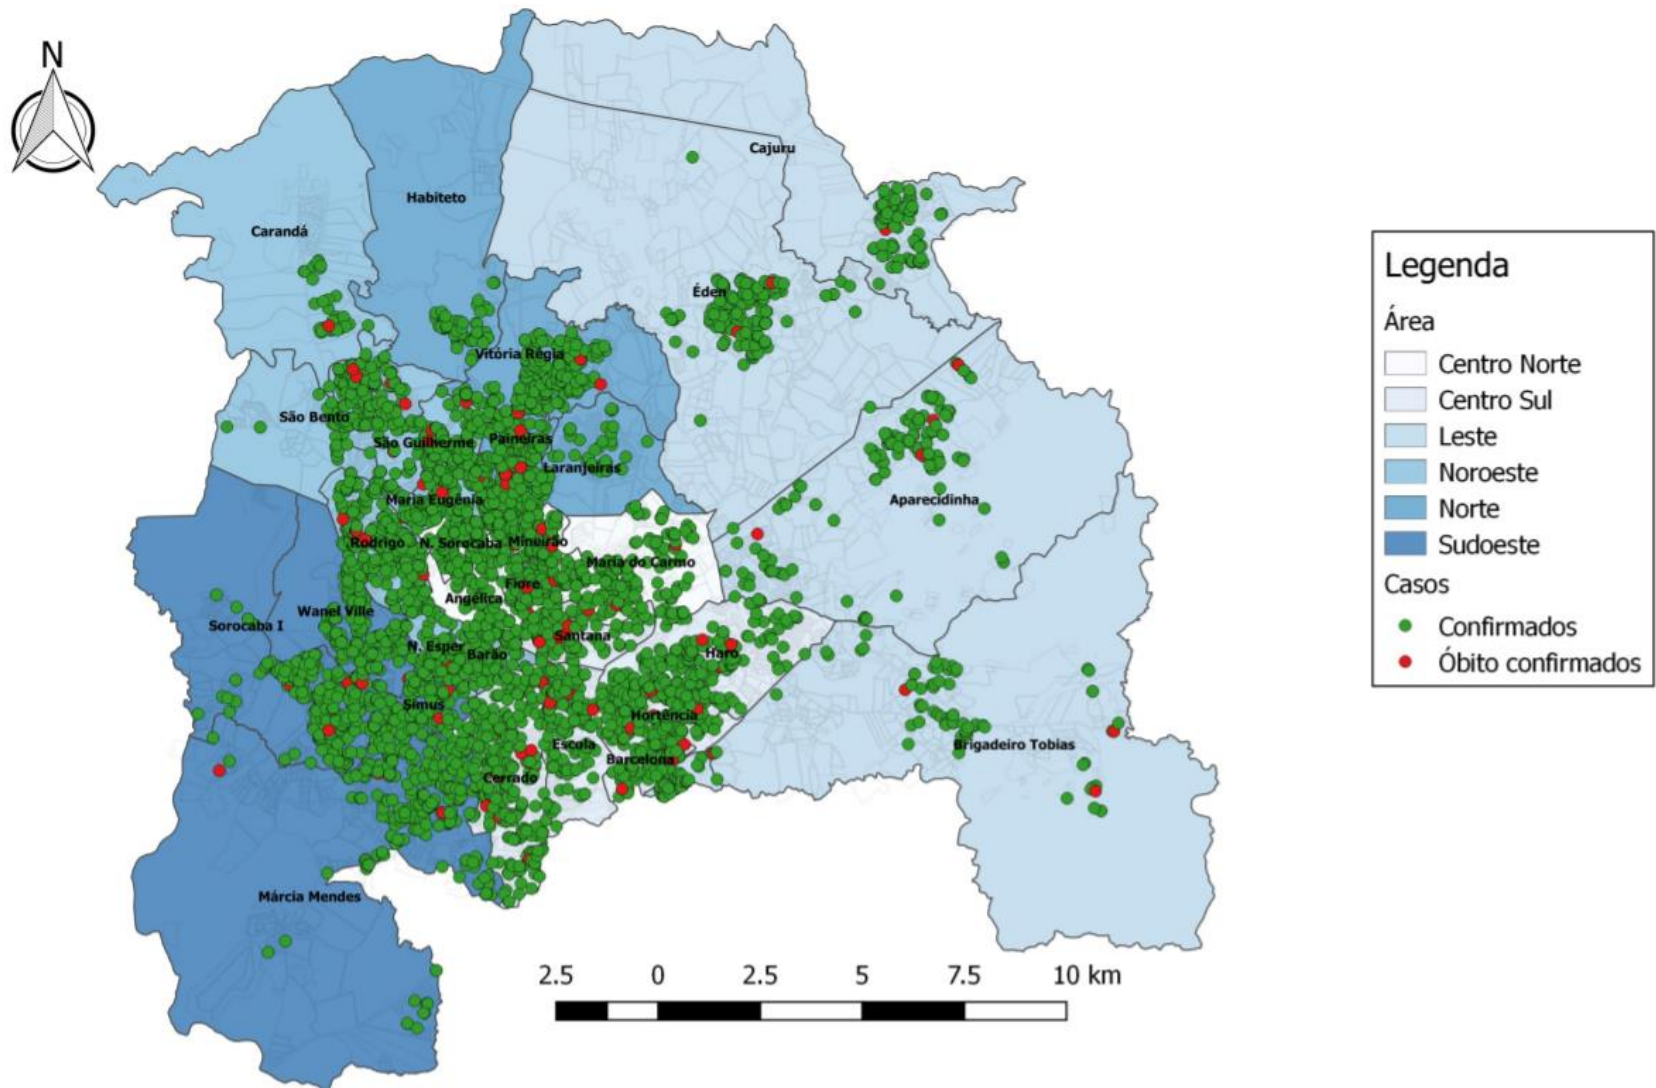 N
Cajuru
Habiteto
Carandá
Éden
Vitória Régia
São Bento
São Guilherme
Paineiras
Laranjeiras
Maria Eugênia
Aparecidinha
Rodrigo
N. Sorocaba
Mineirão
Maria do Carmo
Fiore
Angélica
Wanel Ville
Sorocaba I
Santana
N. Esper
Barão
Haro
Simus
Hortência
Escola
Brigadeiro Tobias
Barcelona
Cerrado
Márcia Mendes
2.5 0 2.5 5 7.5 10 km
Legenda
Área
Centro Norte
Centro Sul
Leste
Noroeste
Norte
Sudoeste
Casos
Confirmados
Óbito confirmados